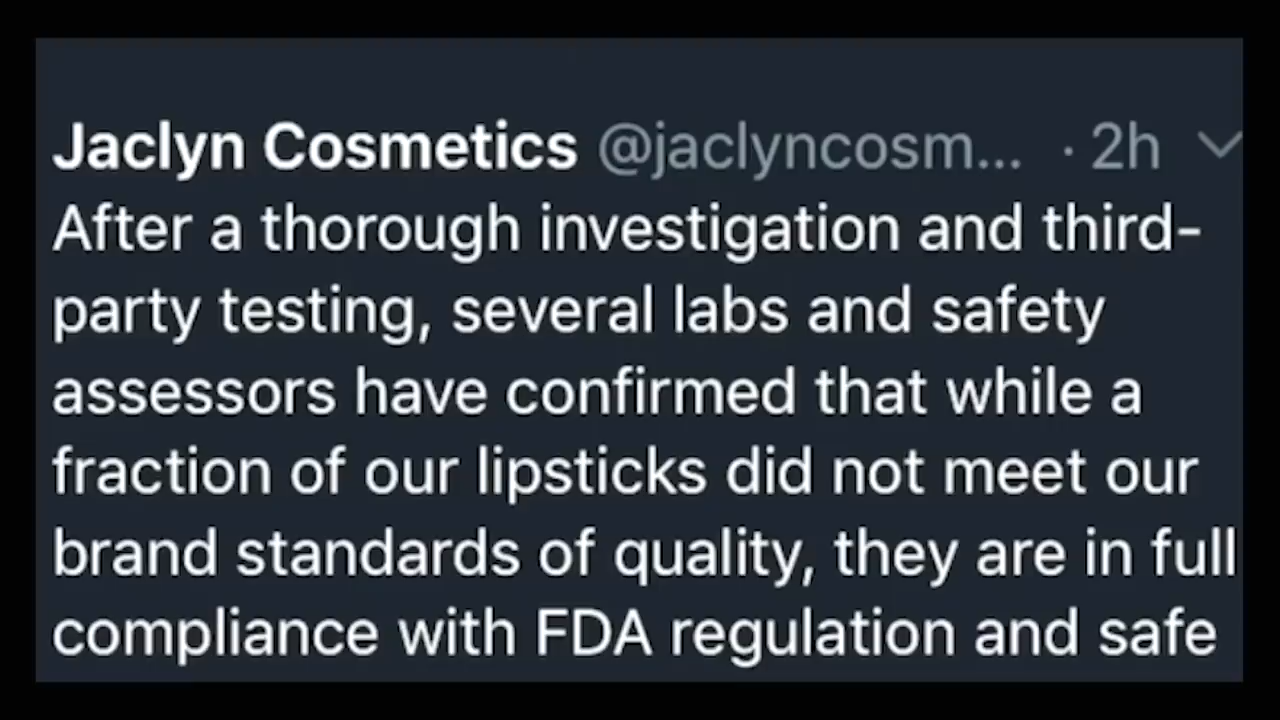 Jaclyn Cosmetics @jaclyncosm... · 2h
After a thorough investigation and third-
party testing, several labs and safety
assessors have confirmed that while a
fraction of our lipsticks did not meet our
brand standards of quality, they are in full
compliance with FDA regulation and safe